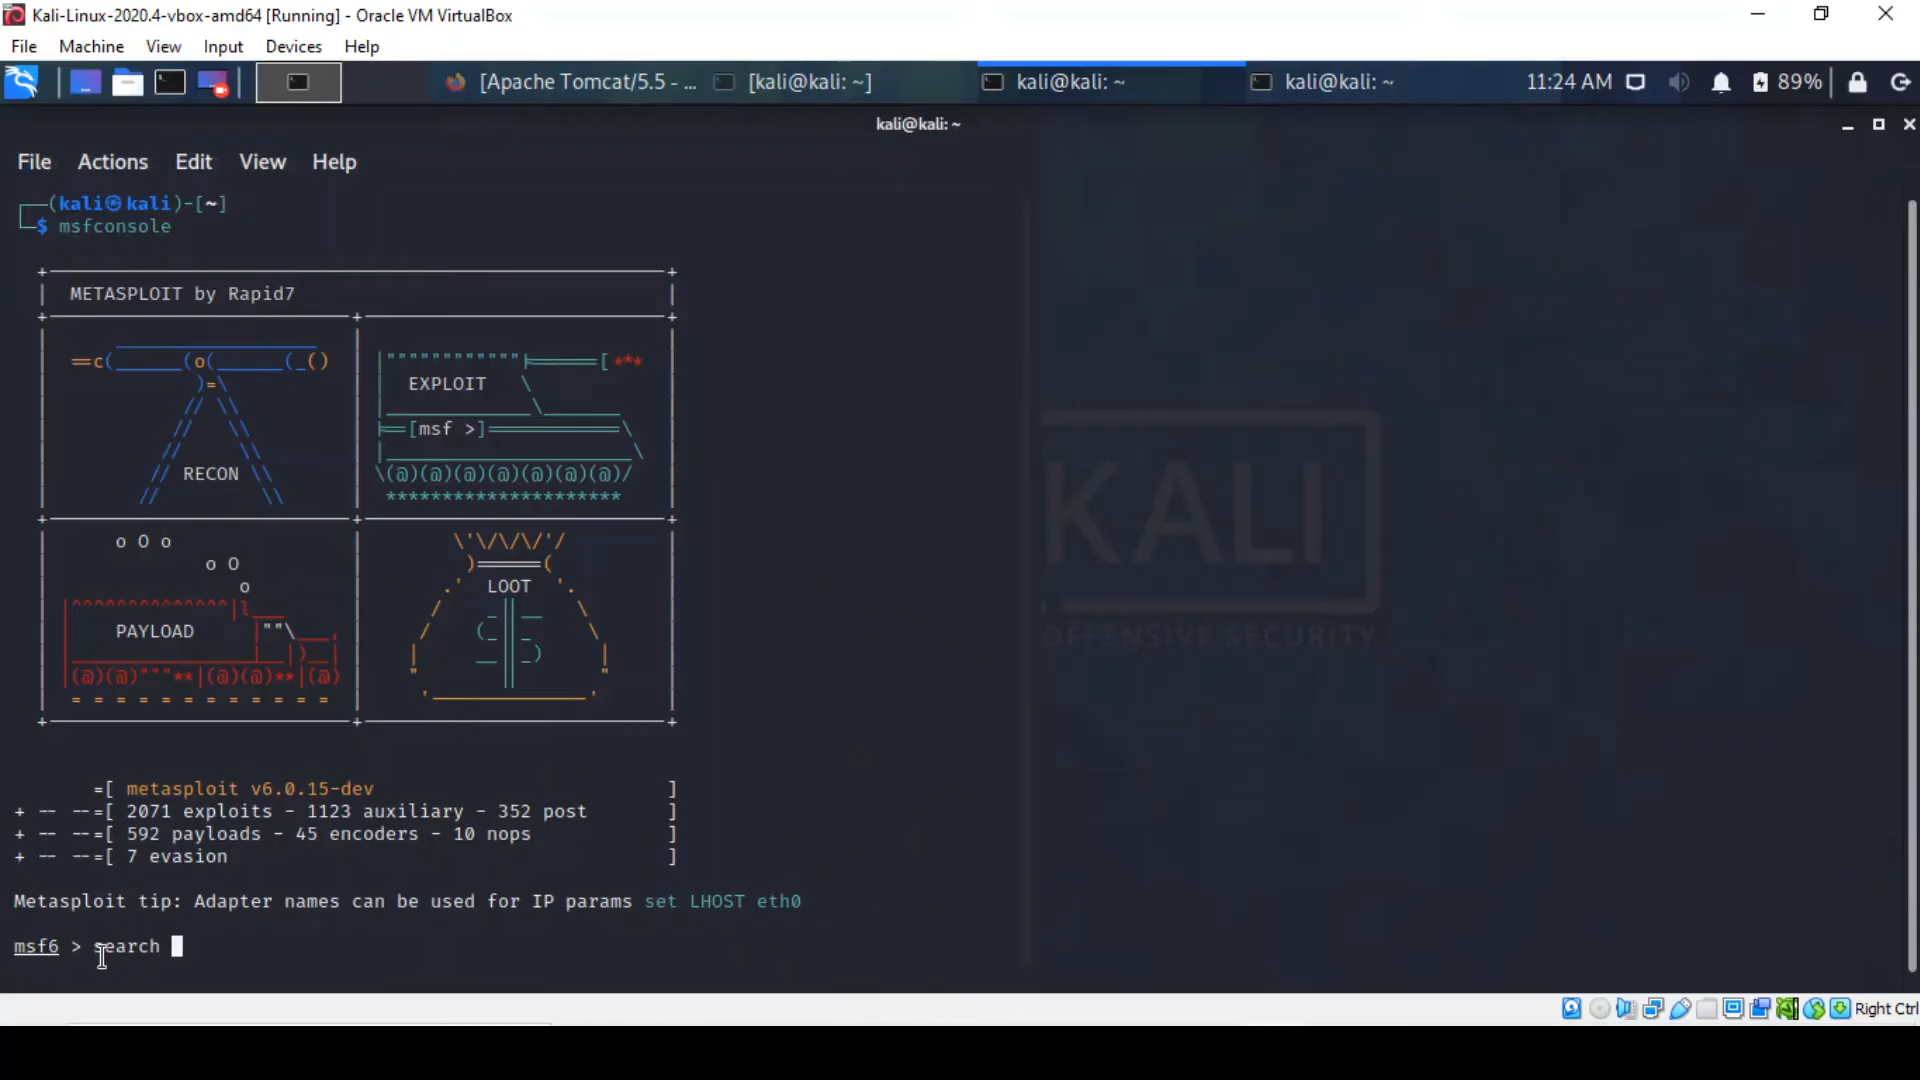 Kali-Linux-2020.4-vbox-amd64 [Running] - Oracle VM VirtualBox
File Machine View Input Devices Help
[Apache Tomcat/5.5 - ... [kali@kali: ~] kali@kali: ~ kali@kali: ~ 11:24 AM 89%
kali@kali: ~
File Actions Edit View Help
(kali㉿kali)-[~]
$ msfconsole
METASPLOIT by Rapid7
EXPLOIT
[msf >]
RECON
LOOT
PAYLOAD
=[ metasploit v6.0.15-dev ]
+ -- --=[ 2071 exploits - 1123 auxiliary - 352 post ]
+ -- --=[ 592 payloads - 45 encoders - 10 nops ]
+ -- --=[ 7 evasion ]
Metasploit tip: Adapter names can be used for IP params set LHOST eth0
msf6 > search
KALI
OFFENSIVE SECURITY
Right Ctrl